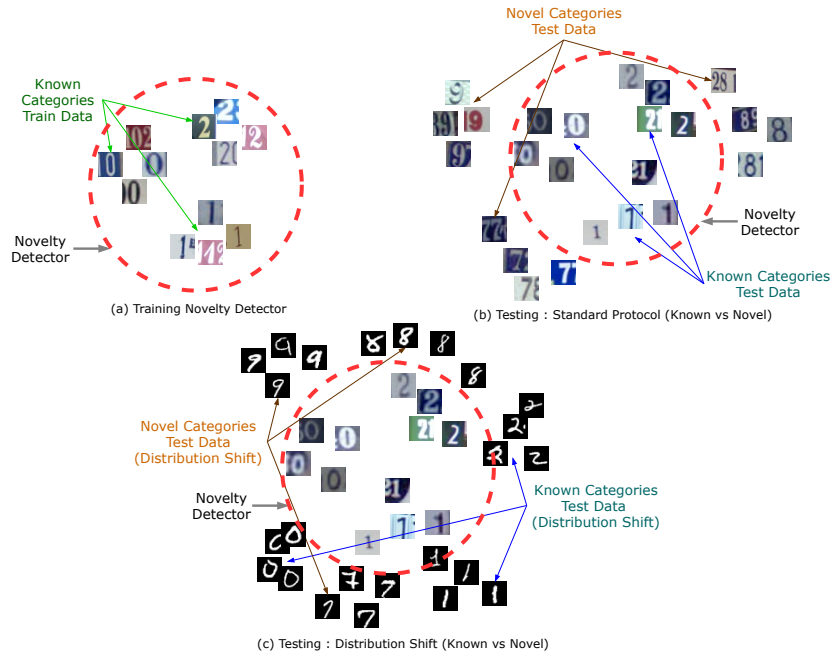 Known
Categories
Train Data
Novelty
Detector
(a) Training Novelty Detector
Novel Categories
Test Data
Novelty
Detector
Known Categories
Test Data
(b) Testing : Standard Protocol (Known vs Novel)
Novel Categories
Test Data
(Distribution Shift)
Novelty
Detector
Known Categories
Test Data
(Distribution Shift)
(c) Testing : Distribution Shift (Known vs Novel)